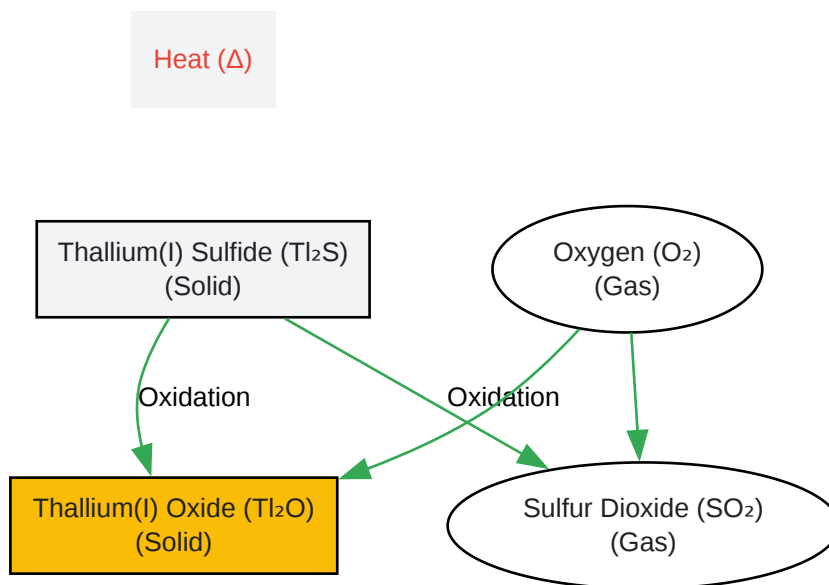 Heat (Δ)
Thallium(I) Sulfide (Tl₂S)
(Solid)
Oxygen (O₂)
(Gas)
Oxidation
Oxidation
Thallium(I) Oxide (Tl₂O)
(Solid)
Sulfur Dioxide (SO₂)
(Gas)